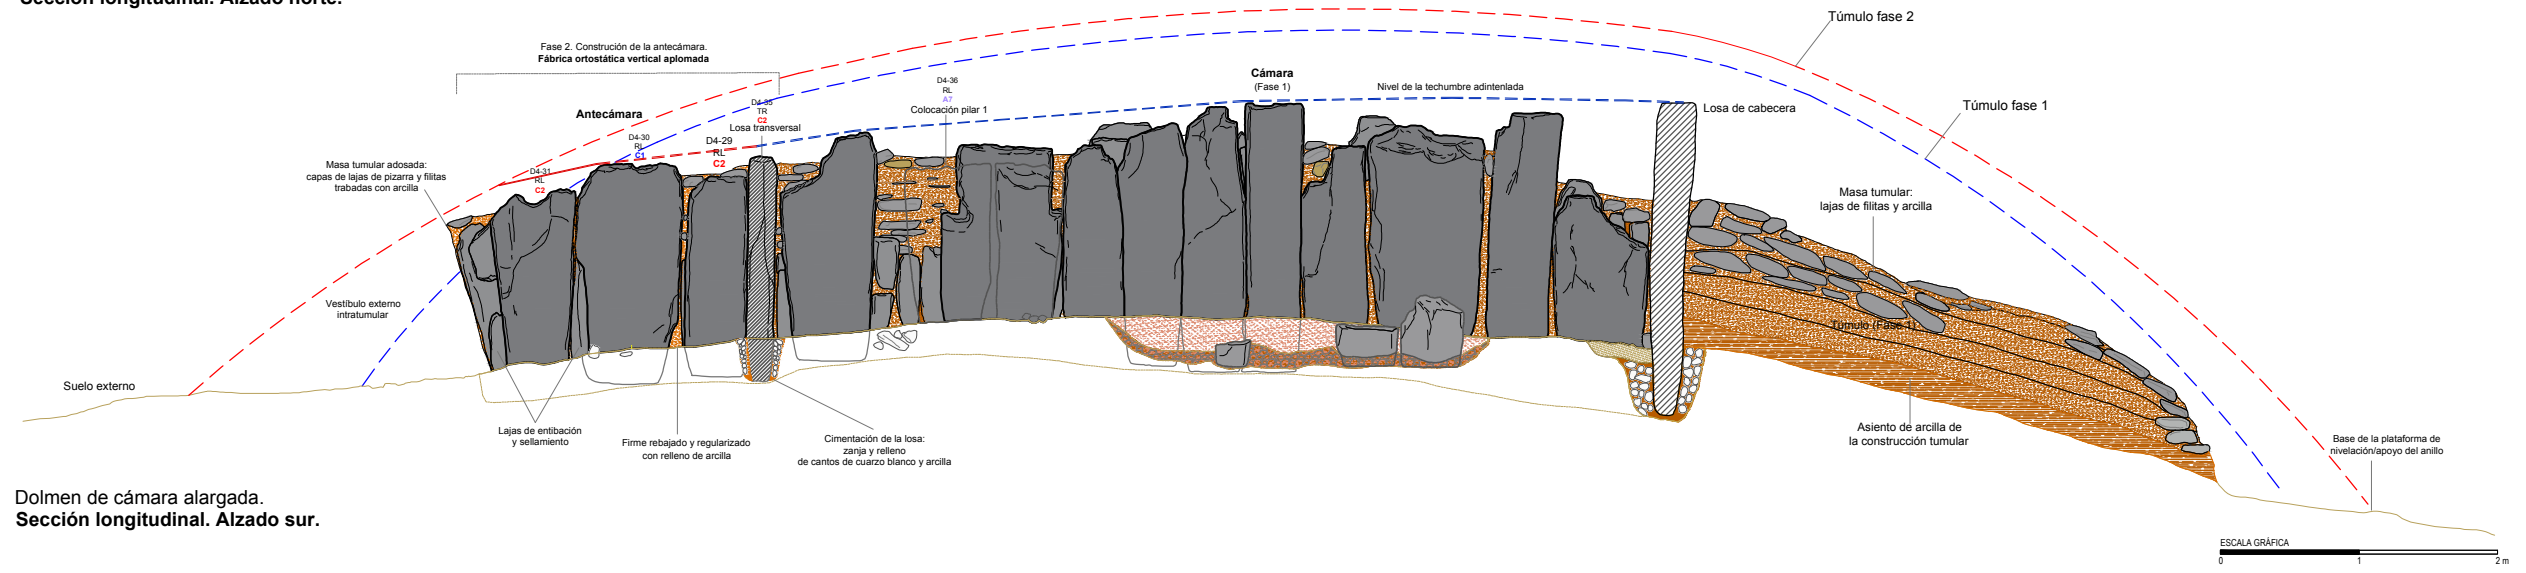 Sección longitudinal. Alzado norte.
Túmulo fase 2
Fase 2. Construción de la antecámara.
Fábrica ortostática vertical aplomada
Cámara
(Fase 1)
Nivel de la techumbre adintenlada
D4-36
RL
A7
Colocación pilar 1
D4-35
TR
C2
Losa transversal
Túmulo fase 1
Losa de cabecera
Antecámara
D4-30
RL
C1
D4-29
RL
C2
D4-31
RL
C2
Masa tumular adosada:
capas de lajas de pizarra y filitas
trabadas con arcilla
Masa tumular:
lajas de filitas y arcilla
Vestíbulo externo
intratumular
Túmulo (Fase 1)
Suelo externo
Lajas de entibación
y sellamiento
Firme rebajado y regularizado
con relleno de arcilla
Cimentación de la losa:
zanja y relleno
de cantos de cuarzo blanco y arcilla
Asiento de arcilla de
la construcción tumular
Base de la plataforma de
nivelación/apoyo del anillo
Dolmen de cámara alargada.
Sección longitudinal. Alzado sur.
ESCALA GRÁFICA
0 1 2 m